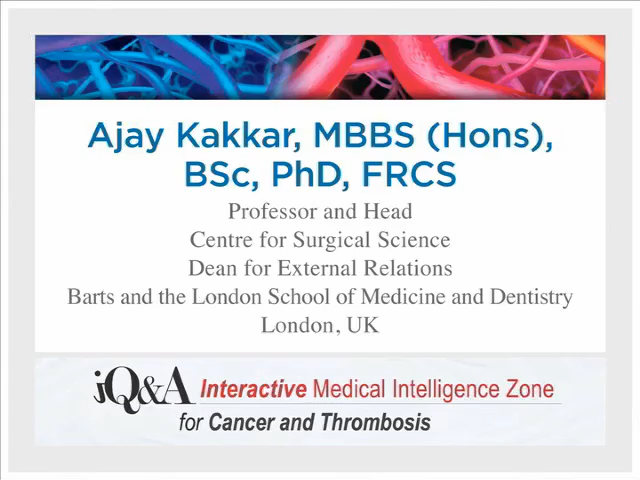 Ajay Kakkar, MBBS (Hons),
BSc, PhD, FRCS
Professor and Head
Centre for Surgical Science
Dean for External Relations
Barts and the London School of Medicine and Dentistry
London, UK
iQ&A Interactive Medical Intelligence Zone
for Cancer and Thrombosis